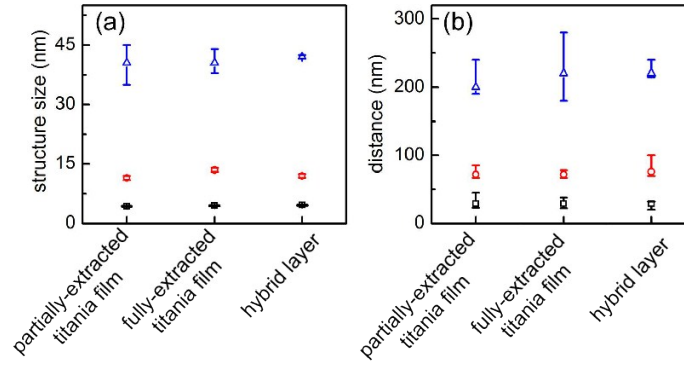 (a)
structure size (nm)
45
30
15
0
partially-extracted
titania film
fully-extracted
titania film
hybrid layer
(b)
distance (nm)
300
200
100
0
partially-extracted
titania film
fully-extracted
titania film
hybrid layer